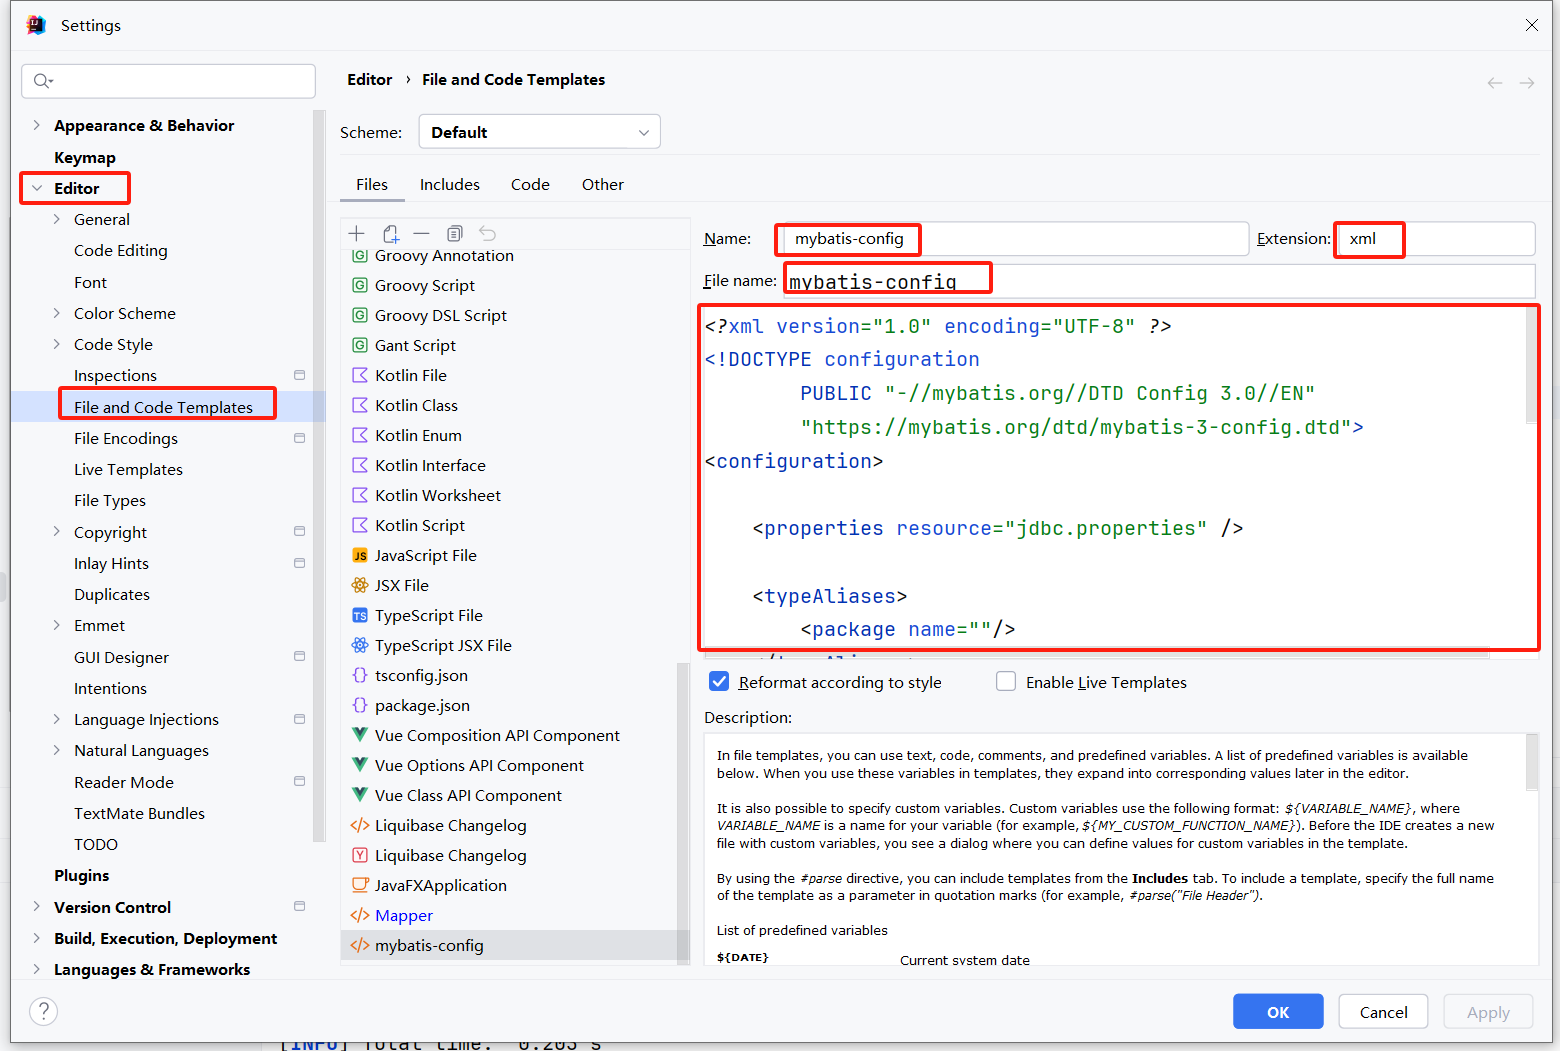 Settings
Editor › File and Code Templates
Scheme: Default
Appearance & Behavior
Keymap
Editor
General
Code Editing
Font
Color Scheme
Code Style
Inspections
File and Code Templates
File Encodings
Live Templates
File Types
Copyright
Inlay Hints
Duplicates
Emmet
GUI Designer
Intentions
Language Injections
Natural Languages
Reader Mode
TextMate Bundles
TODO
Plugins
Version Control
Build, Execution, Deployment
Languages & Frameworks
Files Includes Code Other
Groovy Annotation
Groovy Script
Groovy DSL Script
Gant Script
Kotlin File
Kotlin Class
Kotlin Enum
Kotlin Interface
Kotlin Worksheet
Kotlin Script
JavaScript File
JSX File
TypeScript File
TypeScript JSX File
tsconfig.json
package.json
Vue Composition API Component
Vue Options API Component
Vue Class API Component
Liquibase Changelog
Liquibase Changelog
JavaFXApplication
Mapper
mybatis-config
Name: mybatis-config Extension: xml
File name: mybatis-config
<?xml version="1.0" encoding="UTF-8" ?>
<!DOCTYPE configuration
PUBLIC "-//mybatis.org//DTD Config 3.0//EN"
"https://mybatis.org/dtd/mybatis-3-config.dtd">
<configuration>
<properties resource="jdbc.properties" />
<typeAliases>
<package name=""/>
Reformat according to style Enable Live Templates
Description:
In file templates, you can use text, code, comments, and predefined variables. A list of predefined variables is available
below. When you use these variables in templates, they expand into corresponding values later in the editor.
It is also possible to specify custom variables. Custom variables use the following format: ${VARIABLE_NAME}, where
VARIABLE_NAME is a name for your variable (for example, ${MY_CUSTOM_FUNCTION_NAME}). Before the IDE creates a new
file with custom variables, you see a dialog where you can define values for custom variables in the template.
By using the #parse directive, you can include templates from the Includes tab. To include a template, specify the full name
of the template as a parameter in quotation marks (for example, #parse("File Header").
List of predefined variables
${DATE} Current system date
? OK Cancel Apply
[INFO] Total time: 0.203 s